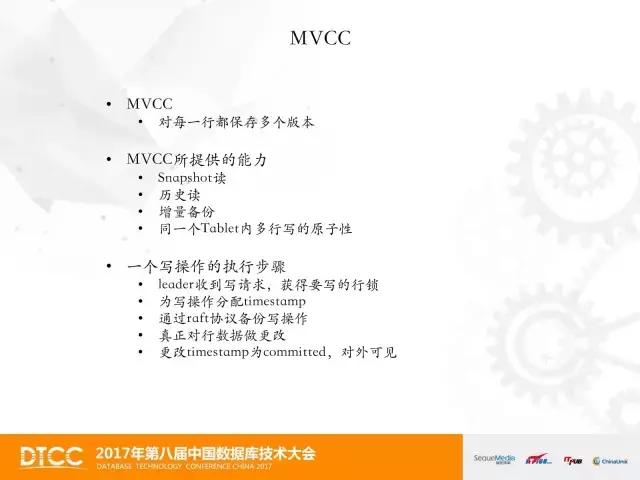 MVCC
• MVCC
• 对每一行都保存多个版本
• MVCC所提供的能力
• Snapshot读
• 历史读
• 增量备份
• 同一个Tablet内多行写的原子性
• 一个写操作的执行步骤
• leader收到写请求，获得要写的行锁
• 为写操作分配timestamp
• 通过raft协议备份写操作
• 真正对行数据做更改
• 更改timestamp为committed，对外可见
DTCC
2017年第八届中国数据库技术大会
DATABASE TECHNOLOGY CONFERENCE CHINA 2017
SequeMedia
ITPUB
ChinaUnix